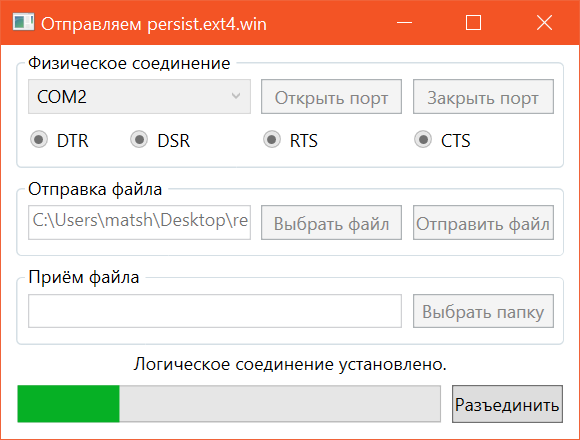 Отправляем persist.ext4.win
Физическое соединение
COM2
Открыть порт
Закрыть порт
DTR
DSR
RTS
CTS
Отправка файла
C:\Users\matsh\Desktop\re
Выбрать файл
Отправить файл
Приём файла
Выбрать папку
Логическое соединение установлено.
Разъединить